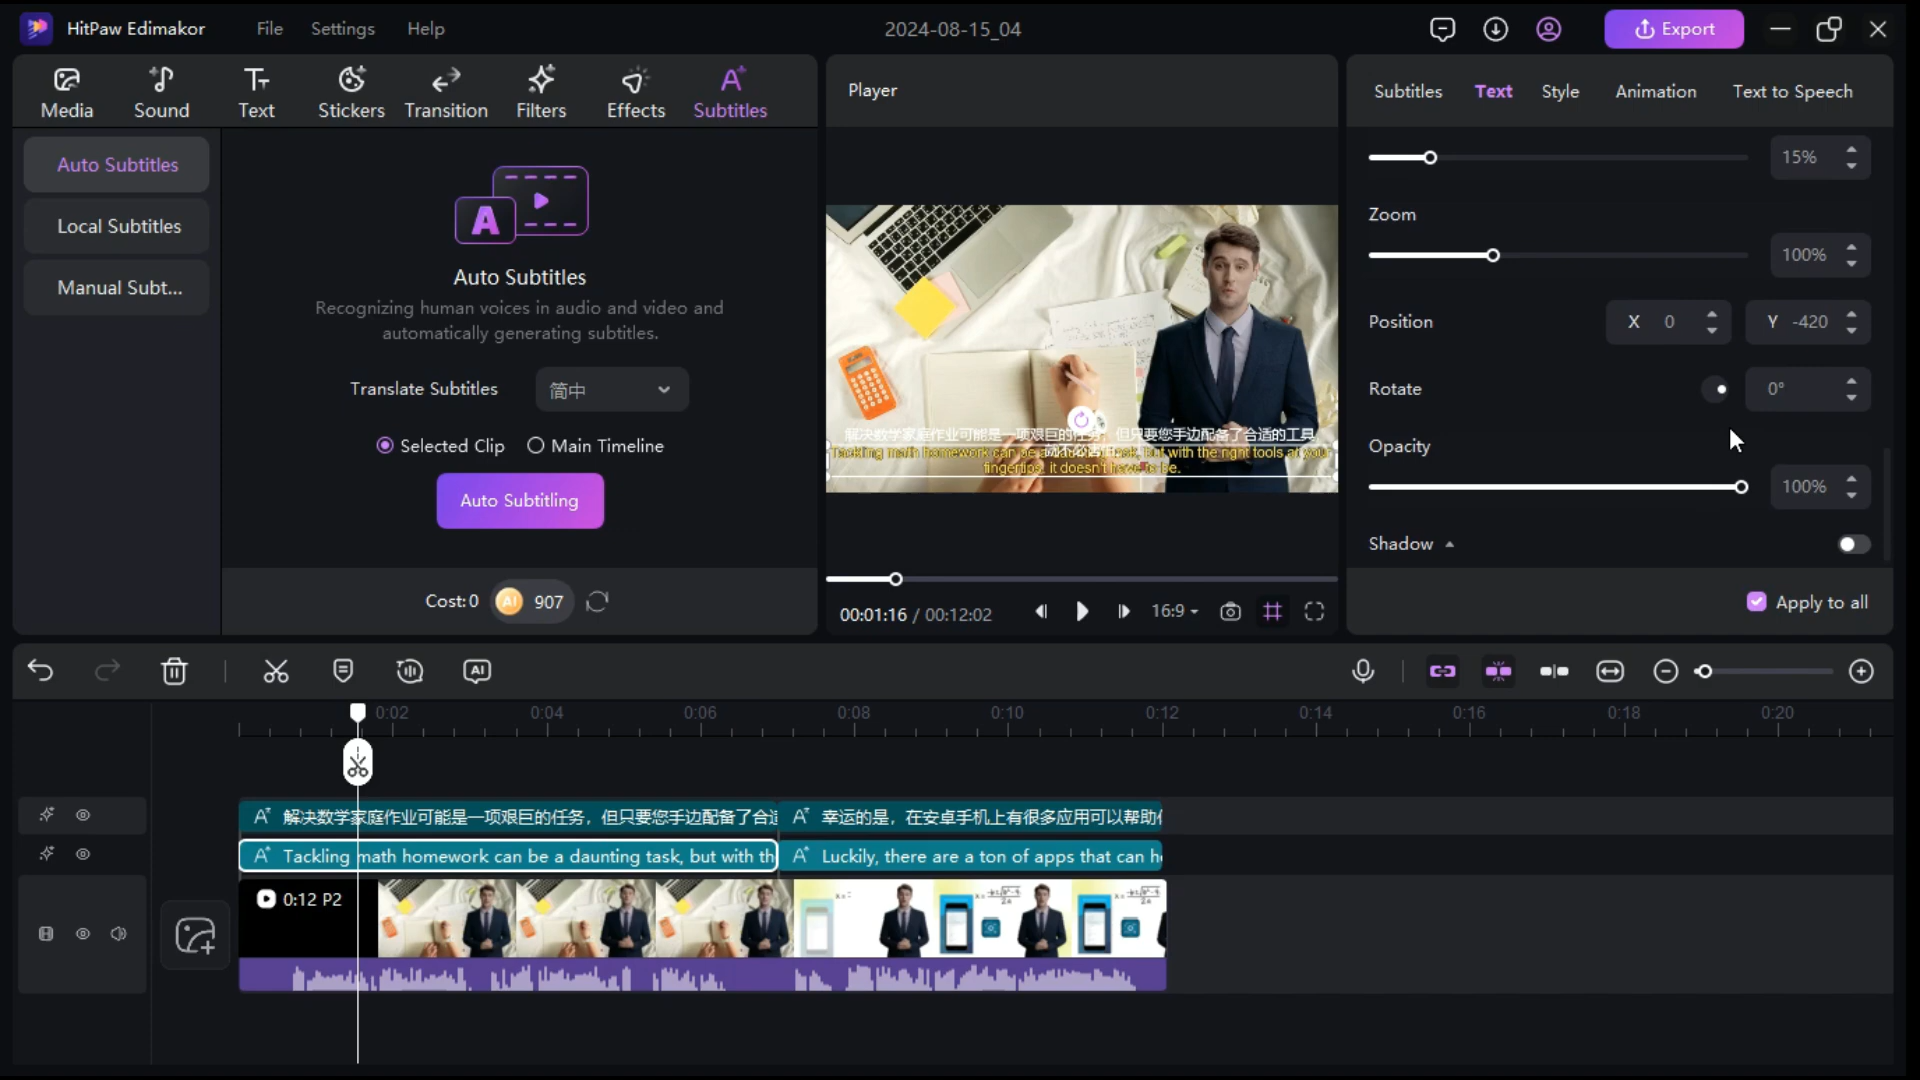 HitPaw Edimakor
File
Settings
Help
2024-08-15_04
Export
Media
Sound
Text
Stickers
Transition
Filters
Effects
Subtitles
Player
Subtitles
Text
Style
Animation
Text to Speech
Auto Subtitles
Local Subtitles
Manual Subt...
A
Auto Subtitles
Recognizing human voices in audio and video and
automatically generating subtitles.
Translate Subtitles
简中
Selected Clip
Main Timeline
Auto Subtitling
Cost:0
AI
907
解决数学家庭作业可能是一项艰巨的任务，但只要您手边配备了合适的工具
Tackling math homework can be a daunting task, but with the right tools at your
fingertips, it doesn't have to be.
00:01:16 / 00:12:02
16:9
15%
Zoom
100%
Position
X 0
Y -420
Rotate
0°
Opacity
100%
Shadow
Apply to all
AI
0:02
0:04
0:06
0:08
0:10
0:12
0:14
0:16
0:18
0:20
解决数学家庭作业可能是一项艰巨的任务，但只要您手边配备了合适
幸运的是，在安卓手机上有很多应用可以帮助
Tackling math homework can be a daunting task, but with th
Luckily, there are a ton of apps that can h
0:12 P2